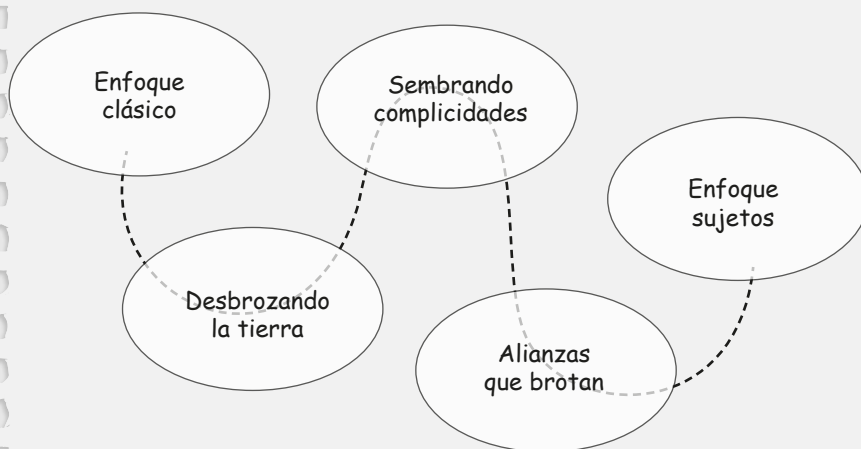 Enfoque
clásico
Desbrozando
la tierra
Sembrando
complicidades
Alianzas
que brotan
Enfoque
sujetos